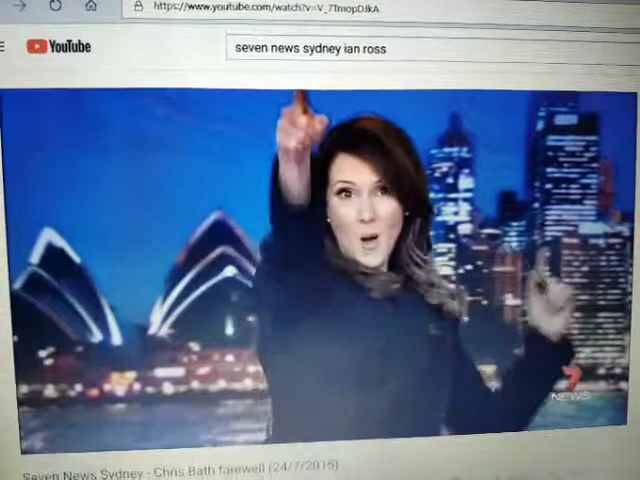 https://www.youtube.com/watch?v=V_7TmopDJkA
YouTube
seven news sydney ian ross
7
NEWS
Seven News Sydney - Chris Bath farewell (24/7/2015)